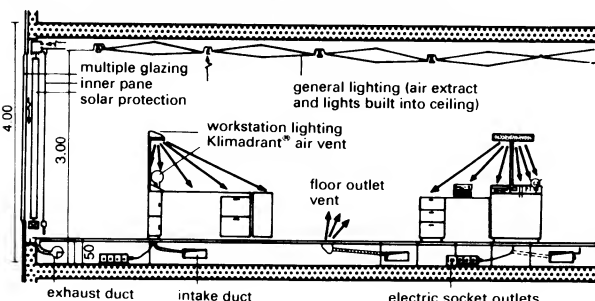 multiple glazing
inner pane
solar protection
general lighting (air extract
and lights built into ceiling)
4.00
3.00
workstation lighting
Klimadrant® air vent
floor outlet
vent
50
exhaust duct
intake duct
electric socket outlets